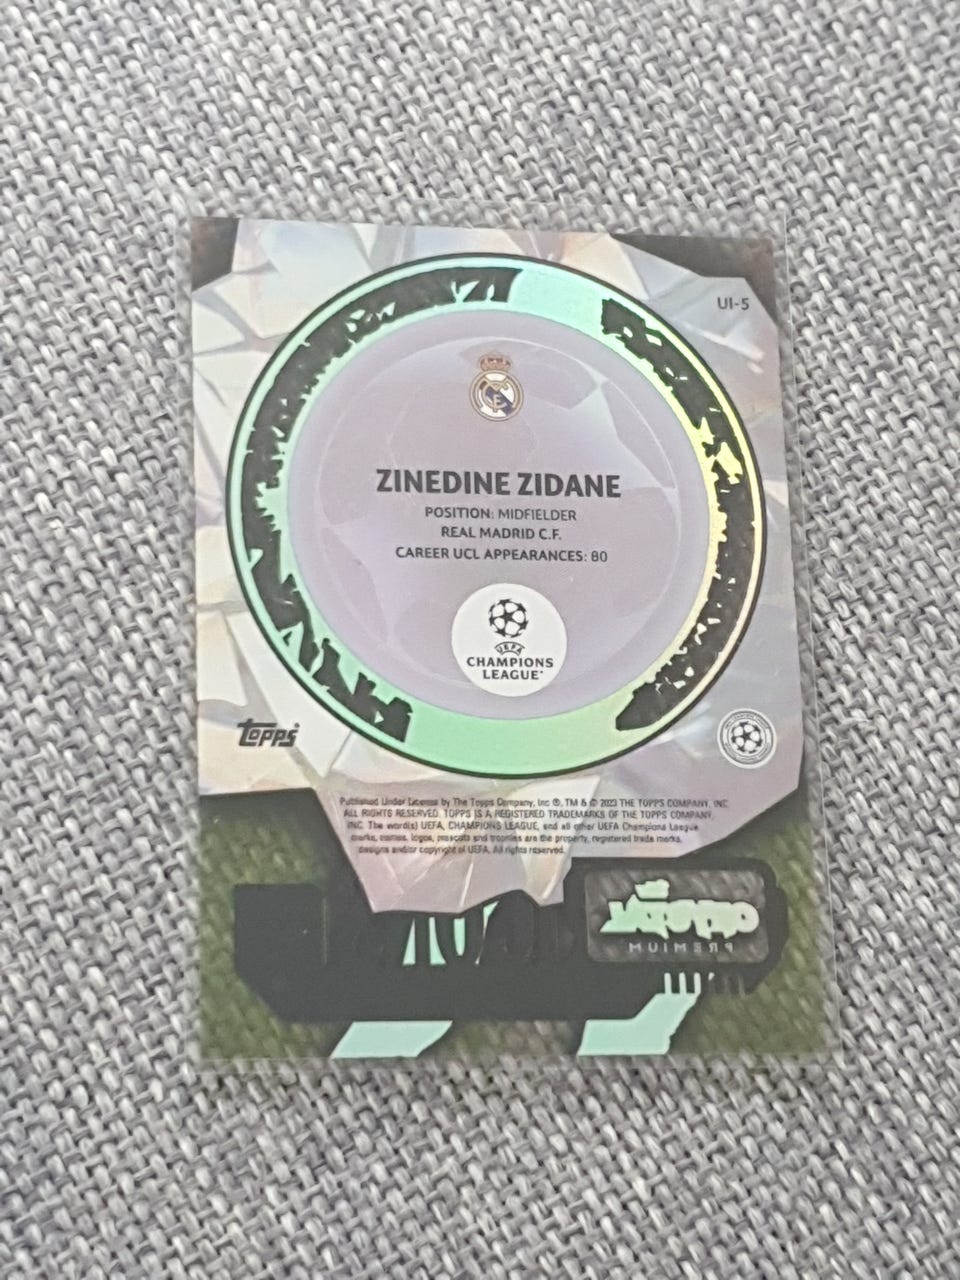 UI-5
ZINEDINE ZIDANE
POSITION: MIDFIELDER
REAL MADRID C.F.
CAREER UCL APPEARANCES: 80
UEFA
CHAMPIONS
LEAGUE
Topps
Published Under License by The Topps Company, Inc ®, TM & © 2023 THE TOPPS COMPANY, INC.
ALL RIGHTS RESERVED. TOPPS IS A REGISTERED TRADEMARK OF THE TOPPS COMPANY,
INC. The word(s) UEFA, CHAMPIONS LEAGUE, and all other UEFA Champions League
marks, names, logos, mascots and trophies are the property, registered trade marks,
designs and/or copyright of UEFA. All rights reserved.
CRYSTAL
PREMIUM